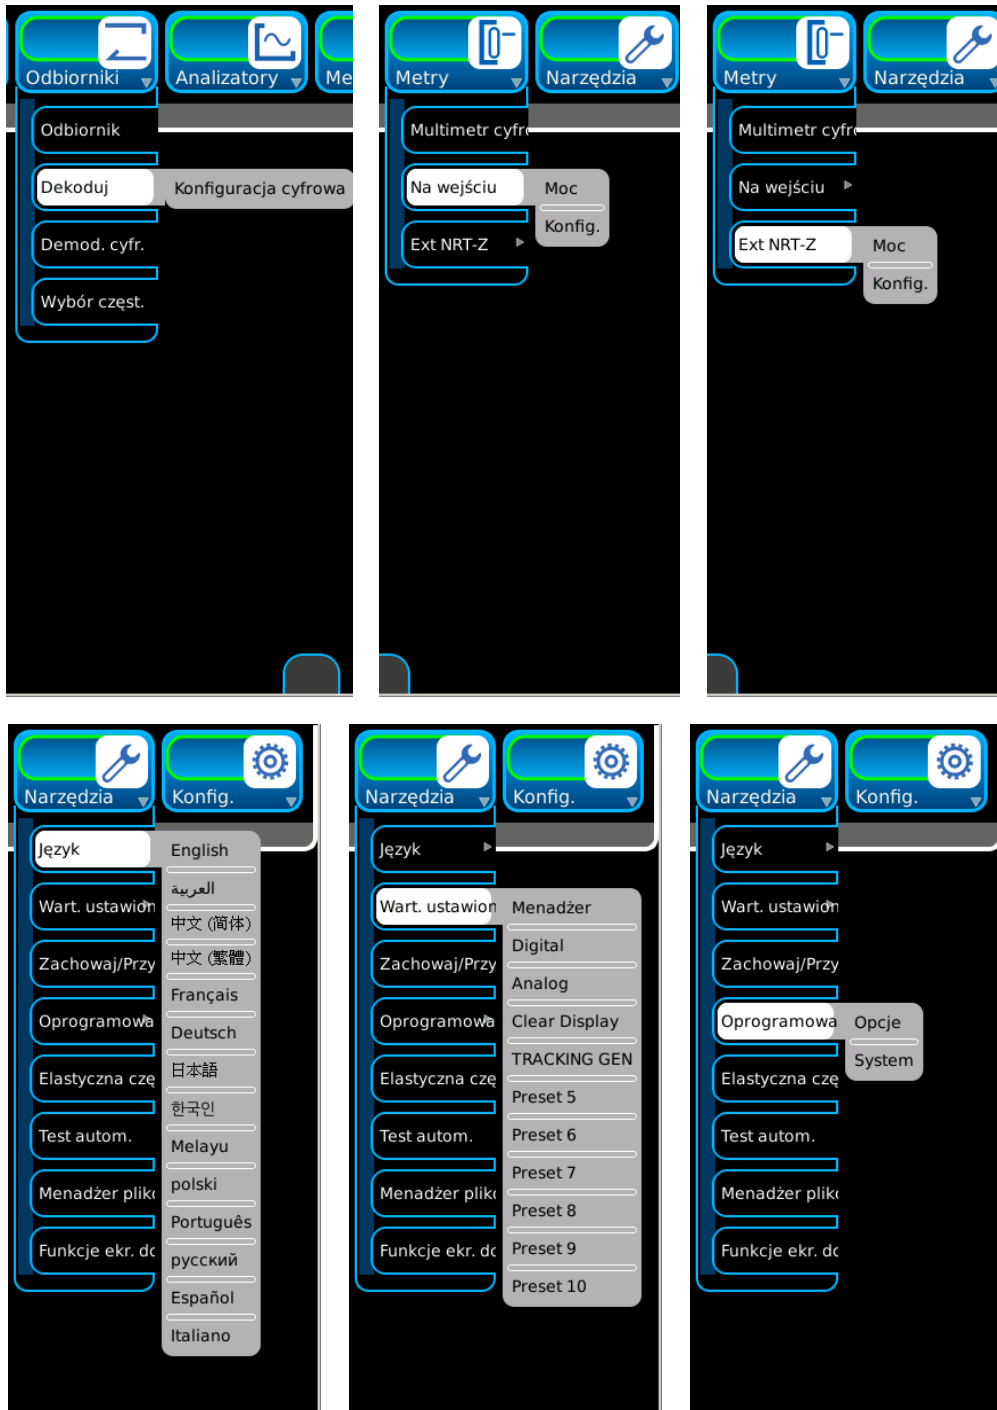 Odbiorniki
Analizatory
Me
Odbiornik
Dekoduj
Konfiguracja cyfrowa
Demod. cyfr.
Wybór częst.
Metry
Narzędzia
Multimetr cyfr
Na wejściu
Moc
Konfig.
Ext NRT-Z
Metry
Narzędzia
Multimetr cyfr
Na wejściu
Ext NRT-Z
Moc
Konfig.
Narzędzia
Konfig.
Język
Wart. ustawion
Zachowaj/Przy
Oprogramowa
Elastyczna czę
Test autom.
Menadżer plik
Funkcje ekr. do
English
العربية
中文 (简体)
中文 (繁體)
Français
Deutsch
日本語
한국인
Melayu
polski
Português
русский
Español
Italiano
Narzędzia
Konfig.
Język
Wart. ustawion
Zachowaj/Przy
Oprogramowa
Elastyczna czę
Test autom.
Menadżer plik
Funkcje ekr. do
Menadżer
Digital
Analog
Clear Display
TRACKING GEN
Preset 5
Preset 6
Preset 7
Preset 8
Preset 9
Preset 10
Narzędzia
Konfig.
Język
Wart. ustawion
Zachowaj/Przy
Oprogramowa
Elastyczna czę
Test autom.
Menadżer plik
Funkcje ekr. do
Opcje
System